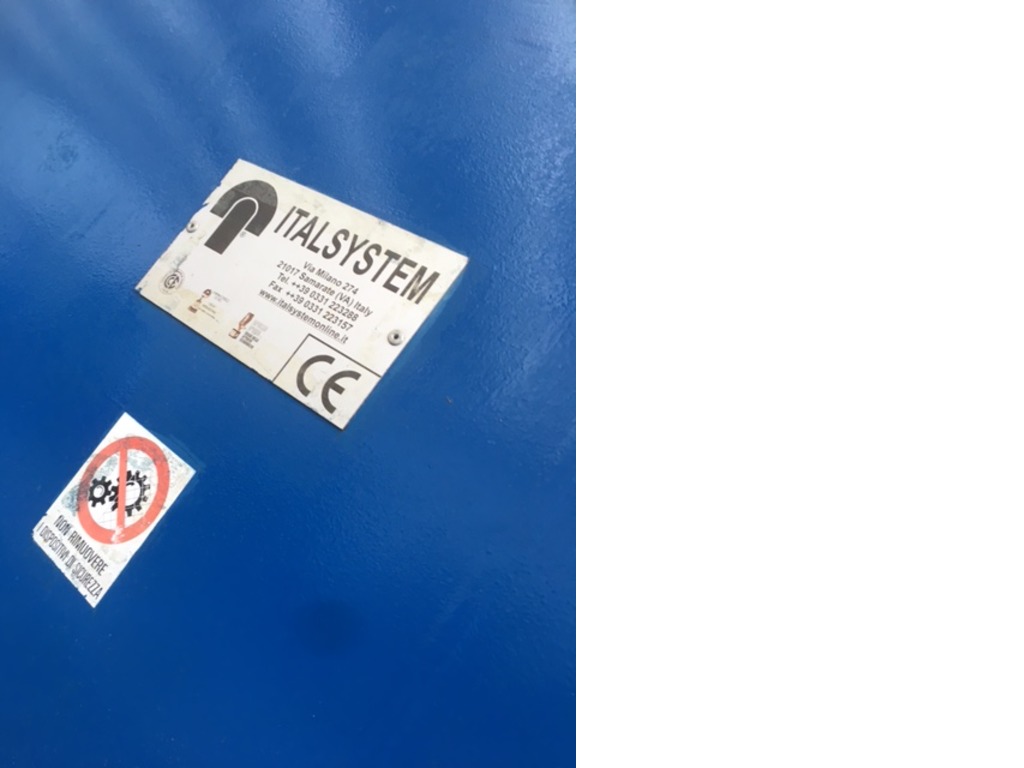 ITALSYSTEM
Via Milano 274
21017 Samarate (VA) Italy
Tel. ++39 0331 223288
Fax ++39 0331 223157
www.italsystemonline.it
CE
NON RIMUOVERE
I DISPOSITIVI DI SICUREZZA